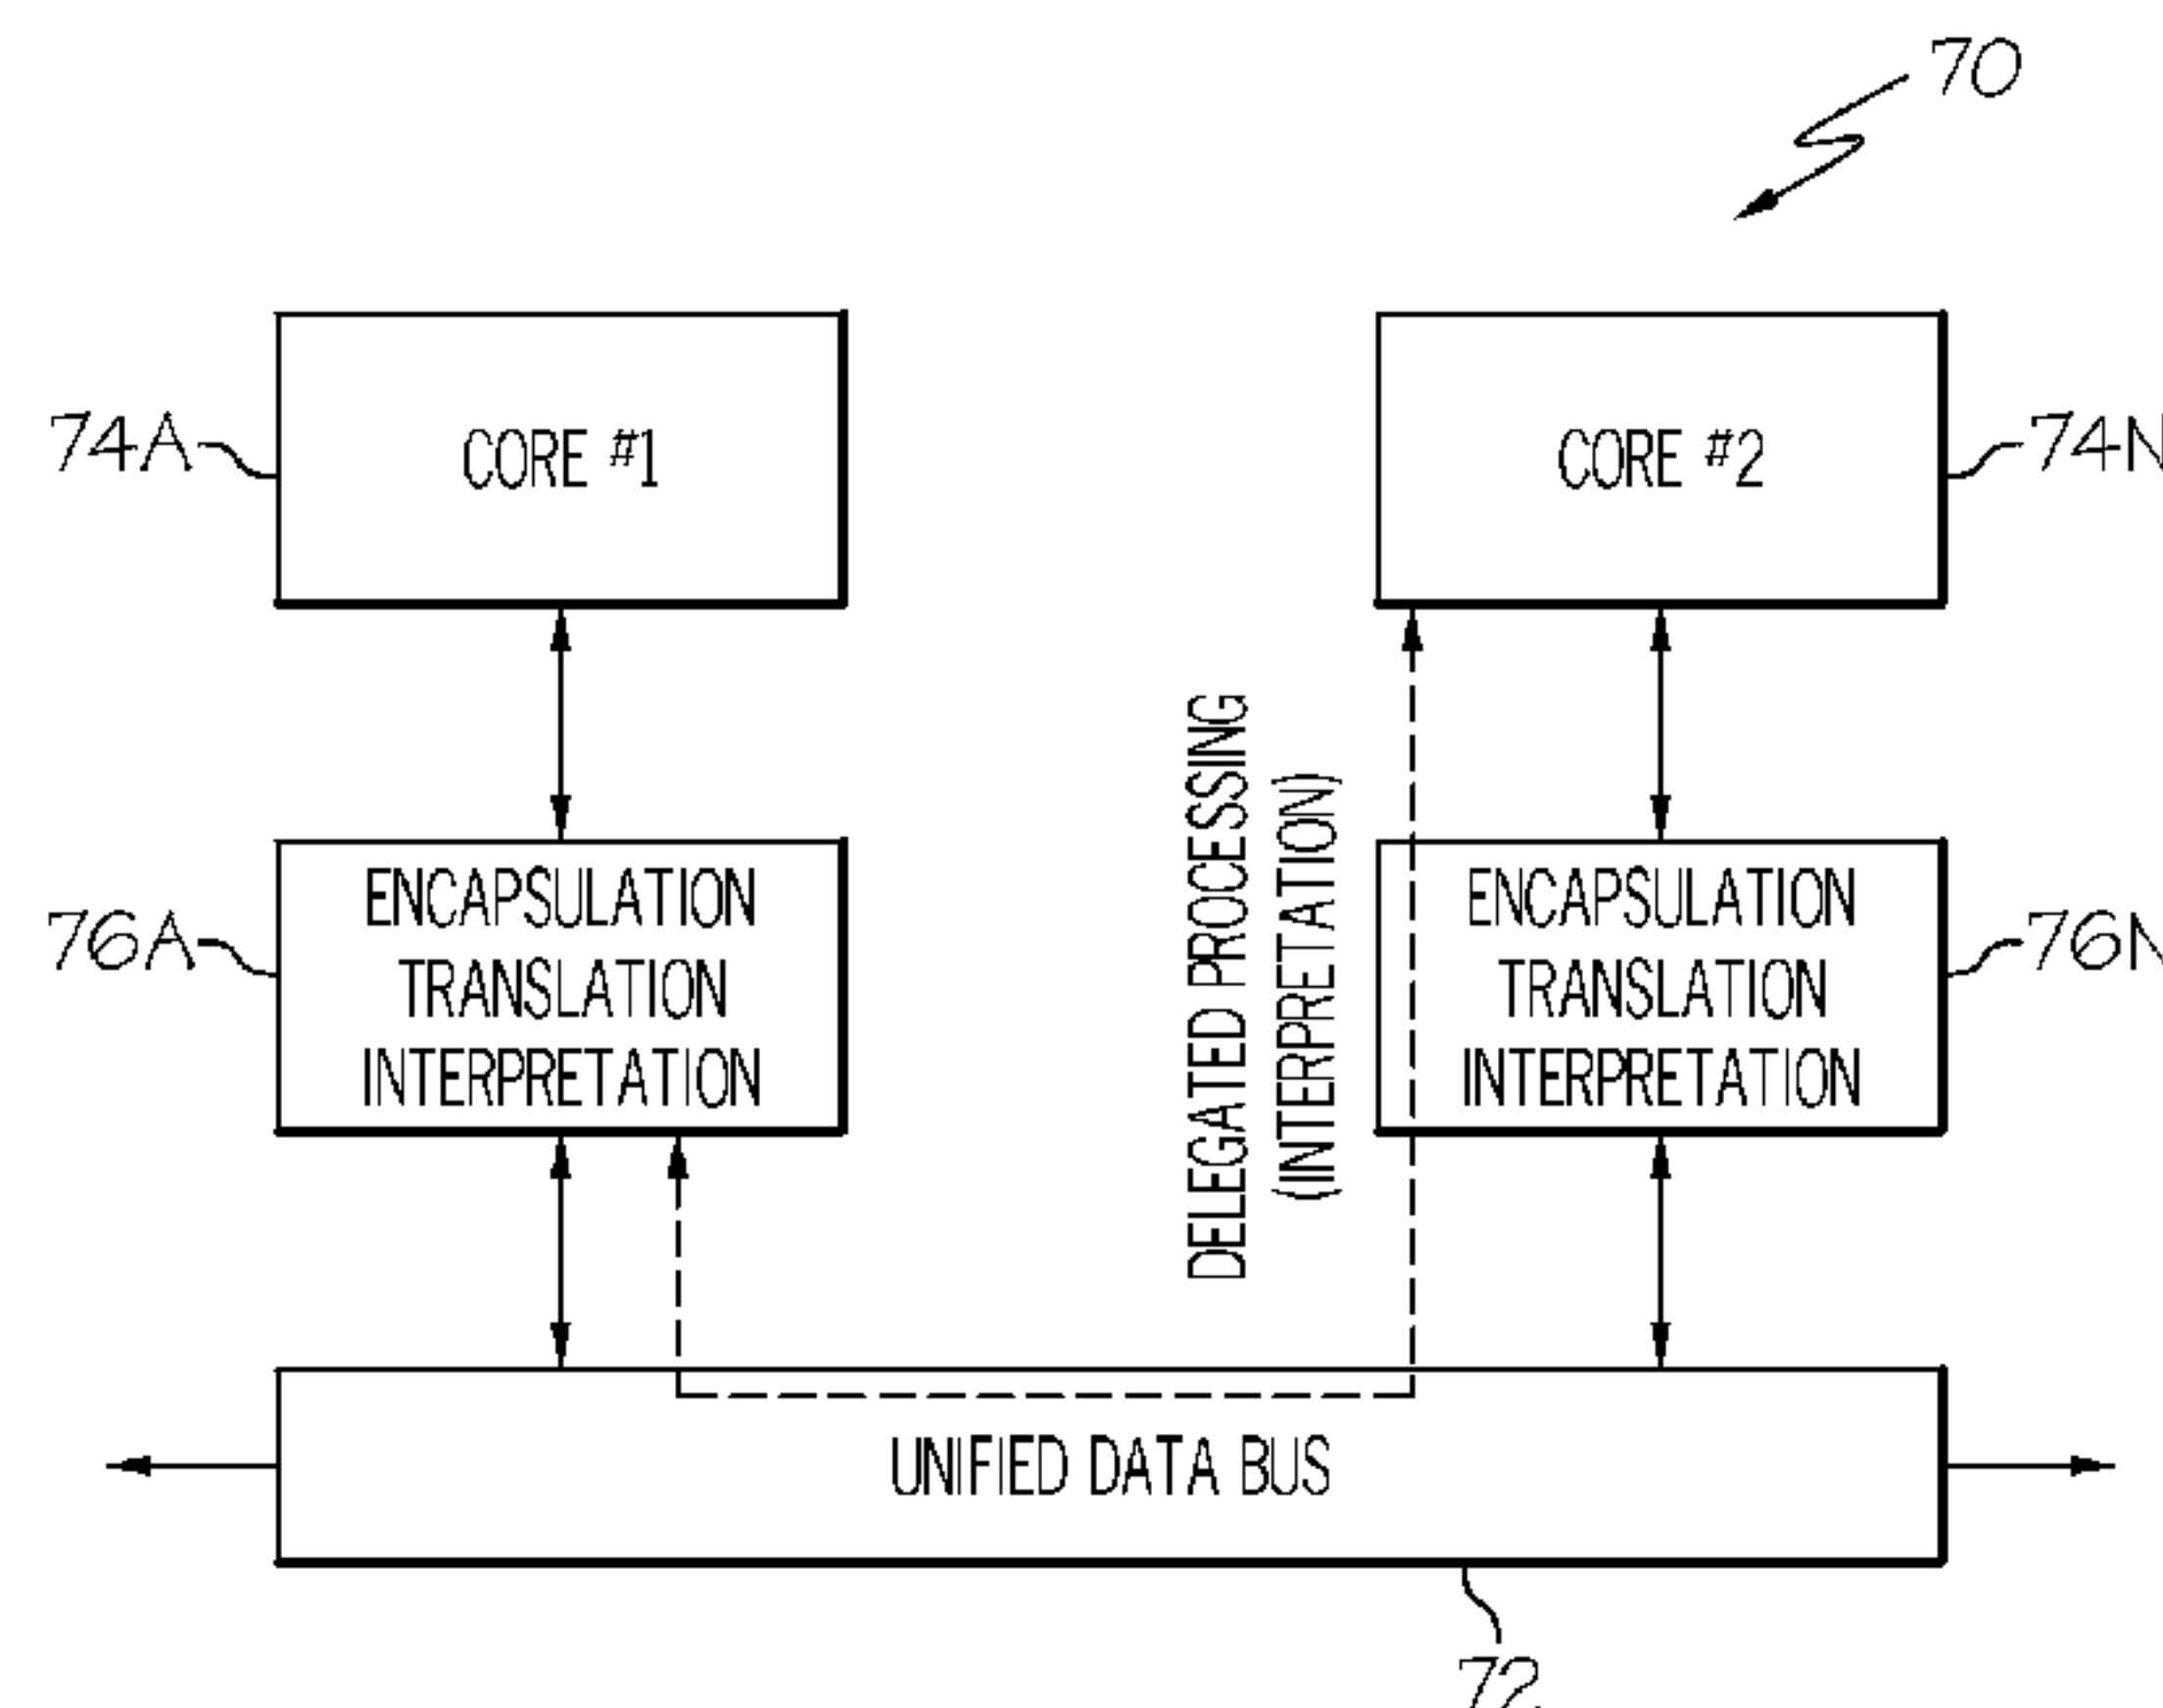 70
74A
CORE #1
CORE #2
74N
DELEGATED PROCESSING
(INTERPRETATION)
76A
ENCAPSULATION
TRANSLATION
INTERPRETATION
ENCAPSULATION
TRANSLATION
INTERPRETATION
76N
UNIFIED DATA BUS
72